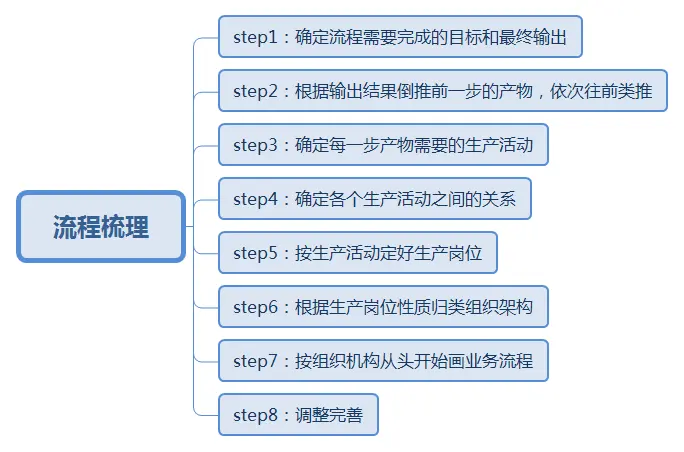 流程梳理
step1：确定流程需要完成的目标和最终输出
step2：根据输出结果倒推前一步的产物，依次往前类推
step3：确定每一步产物需要的生产活动
step4：确定各个生产活动之间的关系
step5：按生产活动定好生产岗位
step6：根据生产岗位性质归类组织架构
step7：按组织机构从头开始画业务流程
step8：调整完善